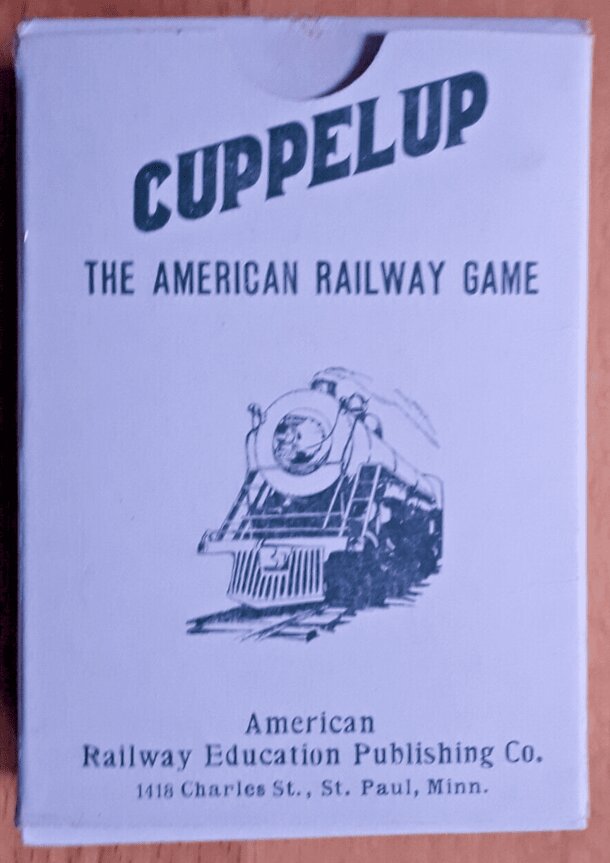 CUPPELUP
THE AMERICAN RAILWAY GAME
American
Railway Education Publishing Co.
1418 Charles St., St. Paul, Minn.